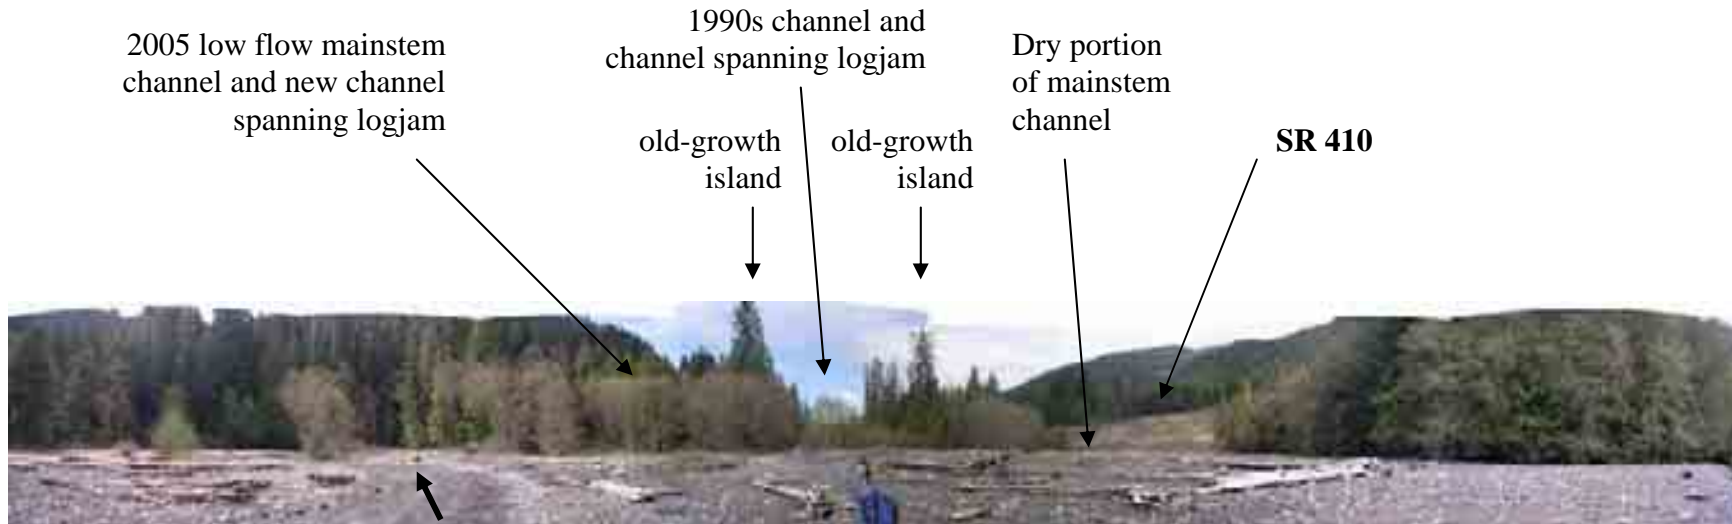 2005 low flow mainstem
channel and new channel
spanning logjam
1990s channel and
channel spanning logjam
old-growth
island
old-growth
island
Dry portion
of mainstem
channel
SR 410